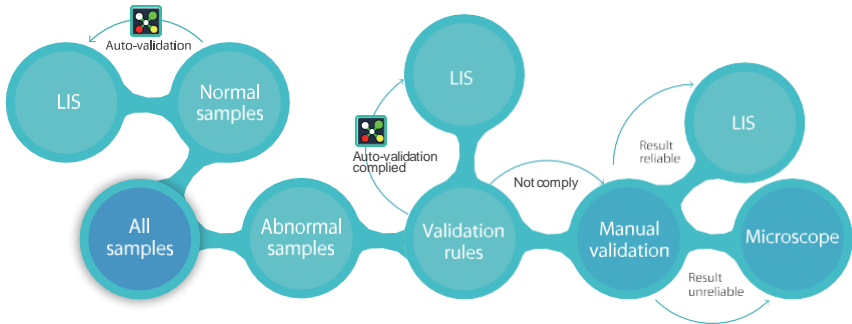 Auto-validation
LIS
Normal
samples
All
samples
Abnormal
samples
LIS
Auto-validation
complied
Validation
rules
Not comply
Manual
validation
Result
reliable
LIS
Microscope
Result
unreliable